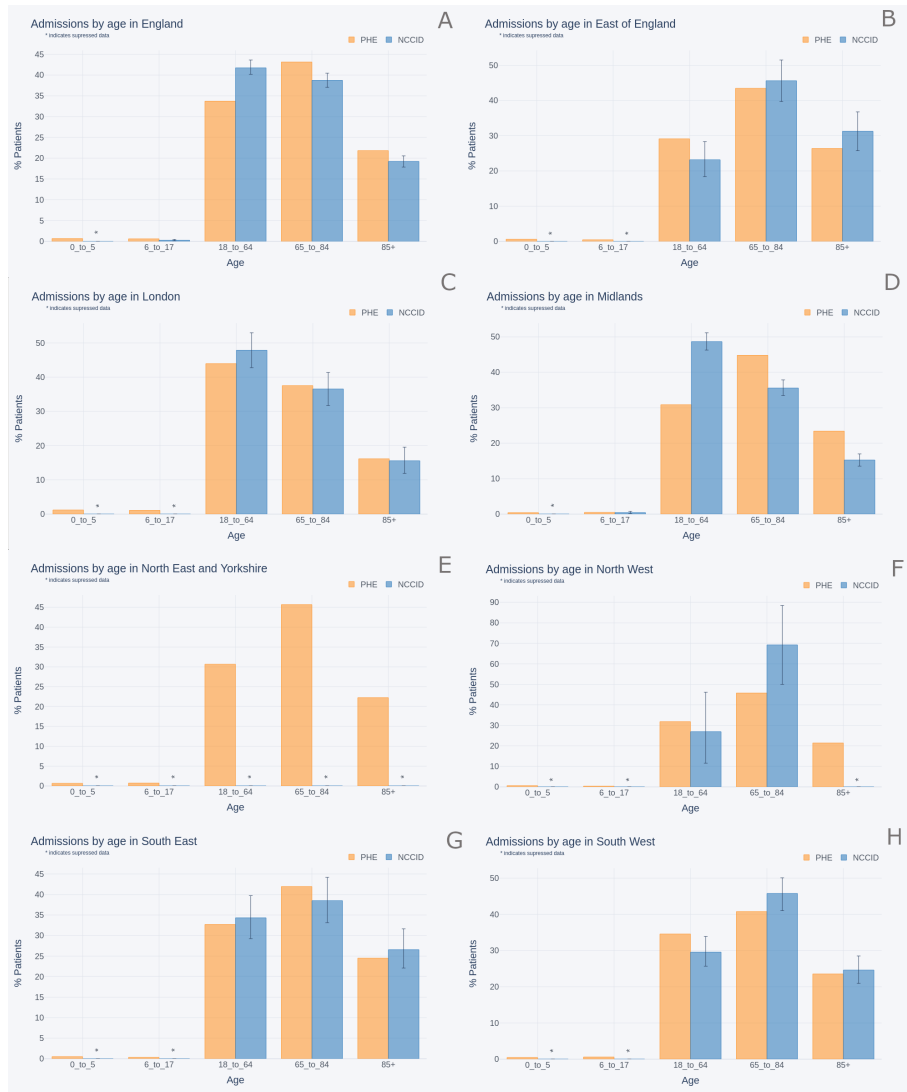 Admissions by age in England
A
* indicates supressed data
PHE NCCID
45
40
35
30
25
20
15
10
5
0
% Patients
*
0_to_5 6_to_17 18_to_64 65_to_84 85+
Age
Admissions by age in East of England
B
* indicates supressed data
PHE NCCID
50
40
30
20
10
0
% Patients
* *
0_to_5 6_to_17 18_to_64 65_to_84 85+
Age
Admissions by age in London
C
* indicates supressed data
PHE NCCID
50
40
30
20
10
0
% Patients
* *
0_to_5 6_to_17 18_to_64 65_to_84 85+
Age
Admissions by age in Midlands
D
* indicates supressed data
PHE NCCID
50
40
30
20
10
0
% Patients
*
0_to_5 6_to_17 18_to_64 65_to_84 85+
Age
Admissions by age in North East and Yorkshire
E
* indicates supressed data
PHE NCCID
45
40
35
30
25
20
15
10
5
0
% Patients
* * * * *
0_to_5 6_to_17 18_to_64 65_to_84 85+
Age
Admissions by age in North West
F
* indicates supressed data
PHE NCCID
90
80
70
60
50
40
30
20
10
0
% Patients
* * *
0_to_5 6_to_17 18_to_64 65_to_84 85+
Age
Admissions by age in South East
G
* indicates supressed data
PHE NCCID
45
40
35
30
25
20
15
10
5
0
% Patients
* *
0_to_5 6_to_17 18_to_64 65_to_84 85+
Age
Admissions by age in South West
H
* indicates supressed data
PHE NCCID
50
40
30
20
10
0
% Patients
* *
0_to_5 6_to_17 18_to_64 65_to_84 85+
Age